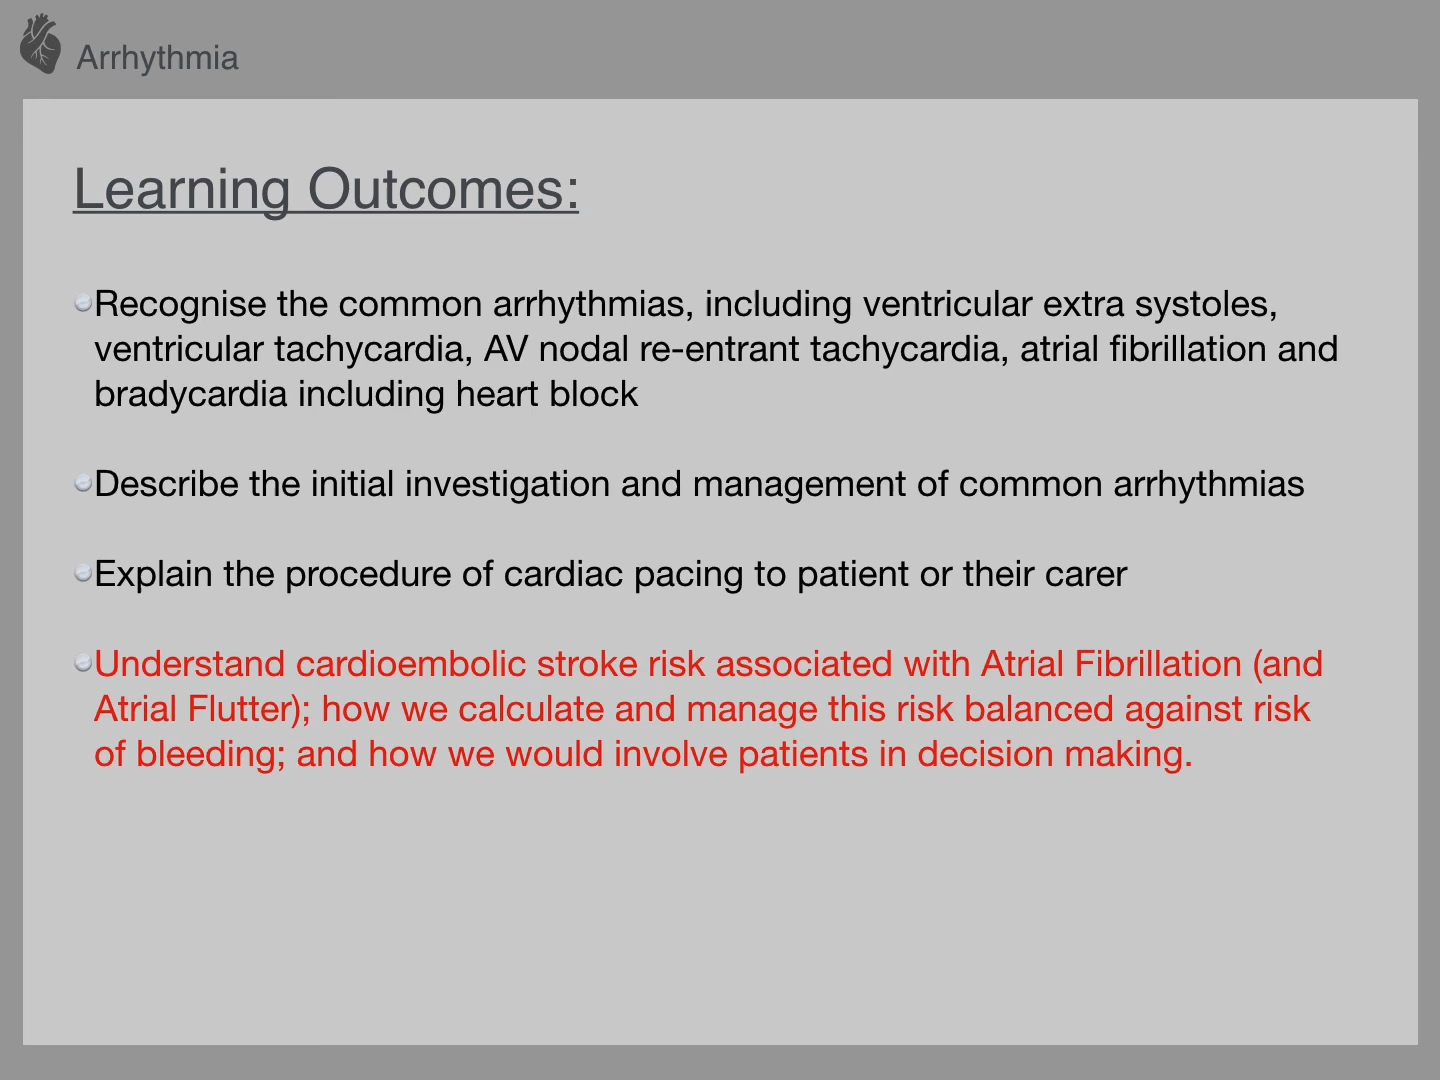 Arrhythmia
Learning Outcomes:
Recognise the common arrhythmias, including ventricular extra systoles,
ventricular tachycardia, AV nodal re-entrant tachycardia, atrial fibrillation and
bradycardia including heart block
Describe the initial investigation and management of common arrhythmias
Explain the procedure of cardiac pacing to patient or their carer
Understand cardioembolic stroke risk associated with Atrial Fibrillation (and
Atrial Flutter); how we calculate and manage this risk balanced against risk
of bleeding; and how we would involve patients in decision making.